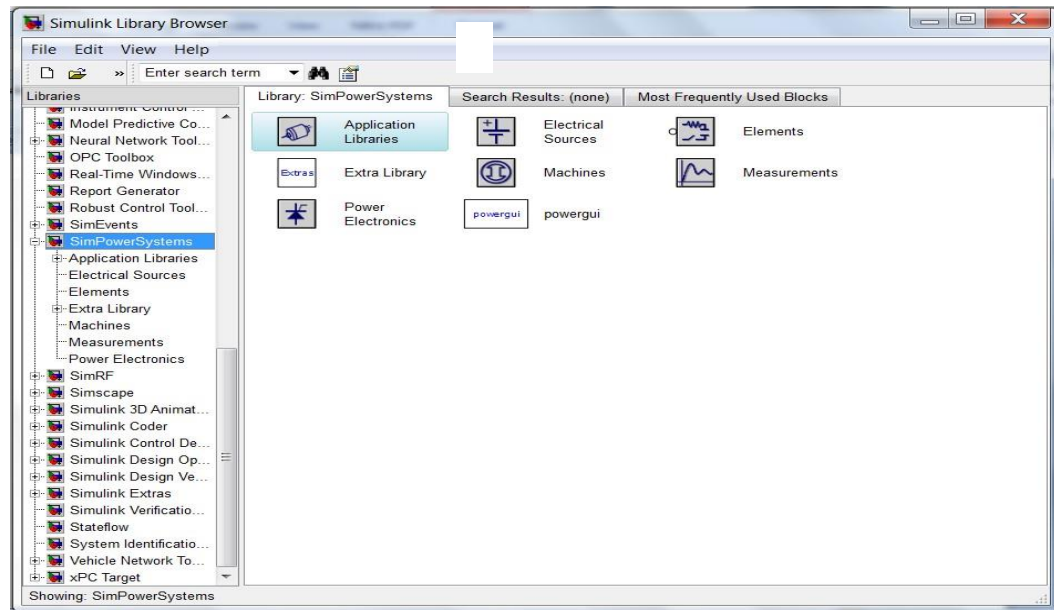 Simulink Library Browser
File Edit View Help
» Enter search term
Libraries
Library: SimPowerSystems Search Results: (none) Most Frequently Used Blocks
Instrument Control ...
Model Predictive Co...
Neural Network Tool...
OPC Toolbox
Real-Time Windows...
Report Generator
Robust Control Tool...
SimEvents
SimPowerSystems
Application Libraries
Electrical Sources
Elements
Extra Library
Machines
Measurements
Power Electronics
SimRF
Simscape
Simulink 3D Animat...
Simulink Coder
Simulink Control De...
Simulink Design Op...
Simulink Design Ve...
Simulink Extras
Simulink Verificatio...
Stateflow
System Identificatio...
Vehicle Network To...
xPC Target
Application
Libraries
Electrical
Sources
Elements
Extras Extra Library
Machines
Measurements
Power
Electronics
powergui powergui
Showing: SimPowerSystems